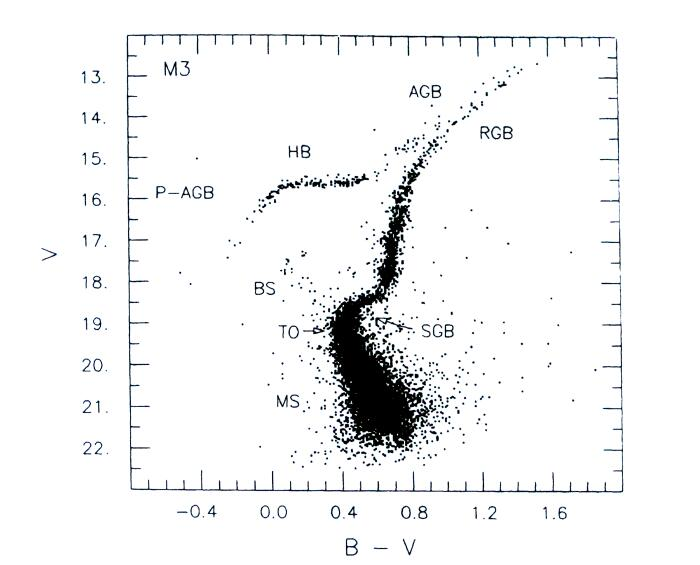 M3
13.
14.
15.
16.
17.
18.
19.
20.
21.
22.
V
AGB
RGB
HB
P-AGB
BS
TO
SGB
MS
-0.4 0.0 0.4 0.8 1.2 1.6
B - V